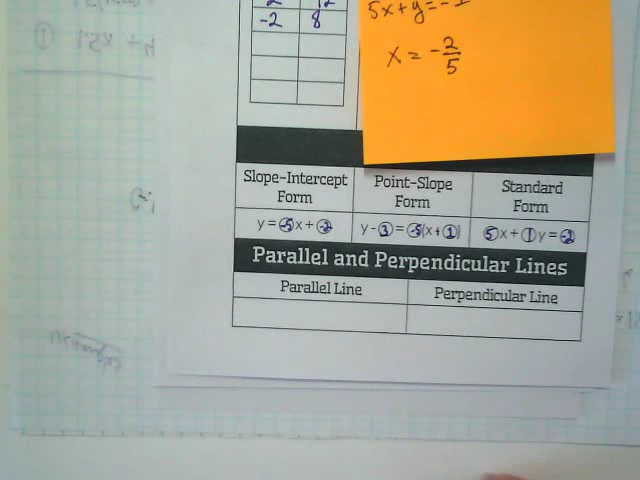 -2 8
5x+y=-2
x = -2/5
Slope-Intercept Form
Point-Slope Form
Standard Form
y = -5x + -2
y - 3 = -5(x + 1)
5x + 1y = -2
Parallel and Perpendicular Lines
Parallel Line
Perpendicular Line